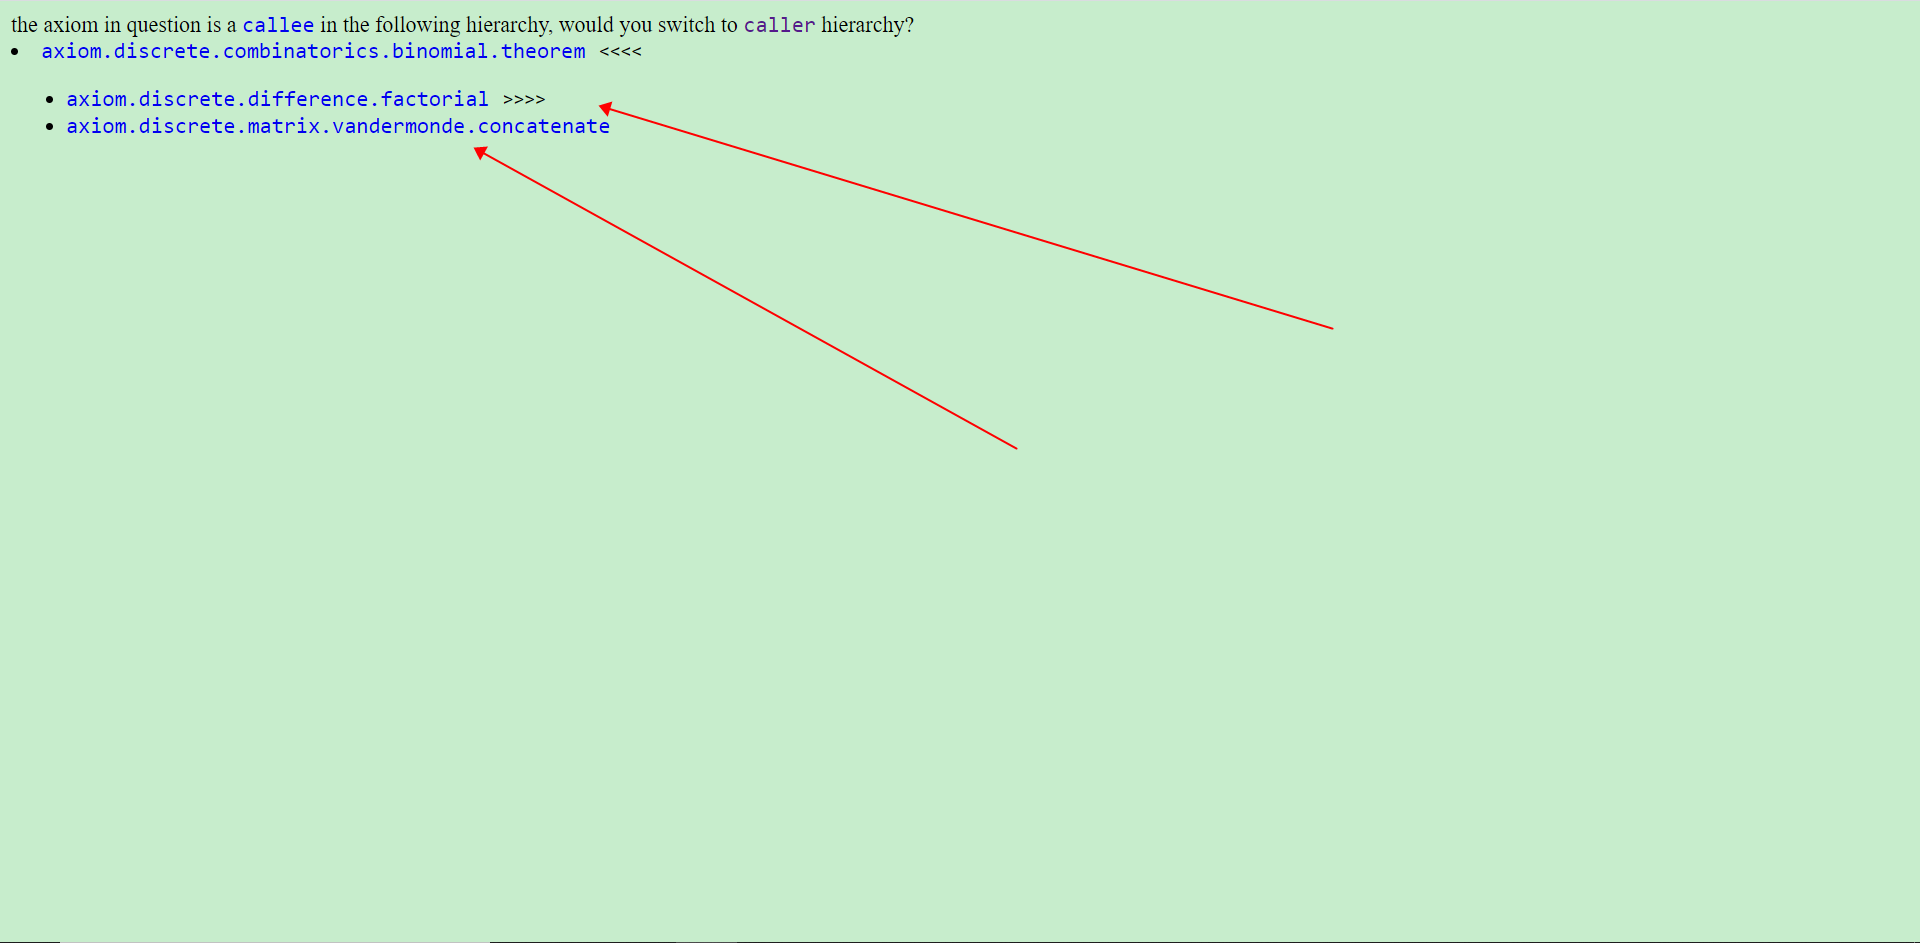 the axiom in question is a callee in the following hierarchy, would you switch to caller hierarchy?
axiom.discrete.combinatorics.binomial.theorem <<<<
axiom.discrete.difference.factorial >>>>
axiom.discrete.matrix.vandermonde.concatenate